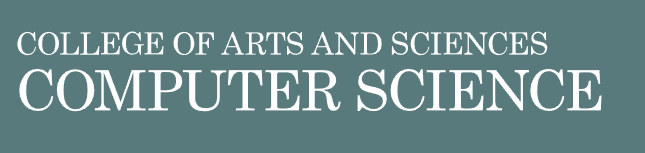 COLLEGE OF ARTS AND SCIENCES
COMPUTER SCIENCE